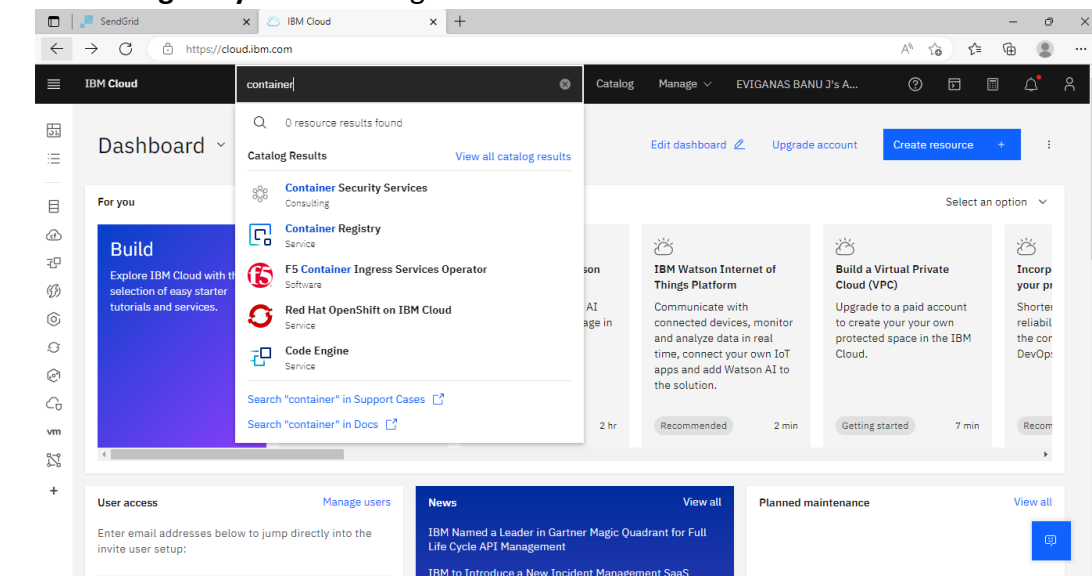 SendGrid
IBM Cloud
https://cloud.ibm.com
IBM Cloud
container
Catalog
Manage
EVIGANAS BANU J's A...
0 resource results found
Catalog Results
View all catalog results
Container Security Services
Consulting
Container Registry
Service
F5 Container Ingress Services Operator
Software
Red Hat OpenShift on IBM Cloud
Service
Code Engine
Service
Search "container" in Support Cases
Search "container" in Docs
Dashboard
Edit dashboard
Upgrade account
Create resource +
For you
Select an option
Build
Explore IBM Cloud with th
selection of easy starter
tutorials and services.
son
AI
age in
2 hr
IBM Watson Internet of
Things Platform
Communicate with
connected devices, monitor
and analyze data in real
time, connect your own IoT
apps and add Watson AI to
the solution.
Recommended
2 min
Build a Virtual Private
Cloud (VPC)
Upgrade to a paid account
to create your your own
protected space in the IBM
Cloud.
Getting started
7 min
Incorp
your pr
Shorter
reliabil
the cor
DevOps
Recom
vm
User access
Manage users
Enter email addresses below to jump directly into the
invite user setup:
News
View all
IBM Named a Leader in Gartner Magic Quadrant for Full
Life Cycle API Management
IBM to Introduce a New Incident Management SaaS
Planned maintenance
View all